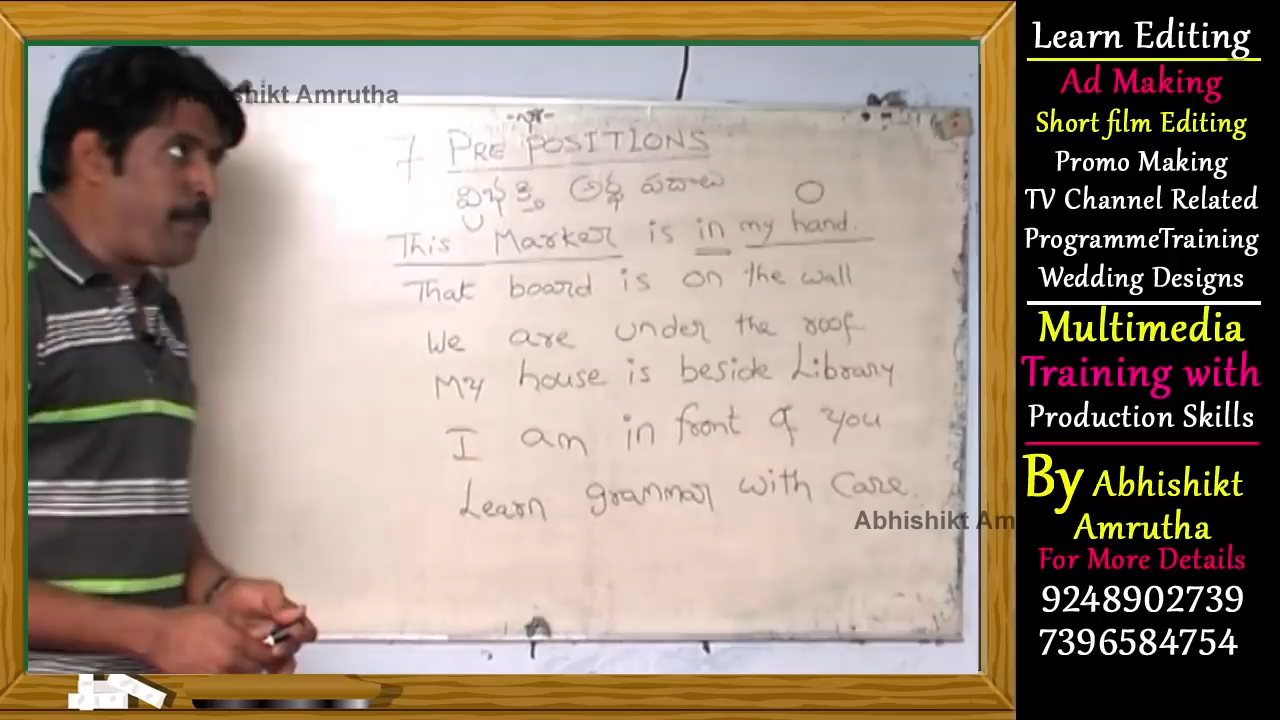 Abhishikt Amrutha
7 PREPOSITIONS
విభక్తి అర్థ పదాలు
This Marker is in my hand.
That board is on the wall
We are under the roof
My house is beside Library
I am in front of you
Learn grammar with care.
Abhishikt Am
Learn Editing
Ad Making
Short film Editing
Promo Making
TV Channel Related
ProgrammeTraining
Wedding Designs
Multimedia
Training with
Production Skills
By Abhishikt
Amrutha
For More Details
9248902739
7396584754